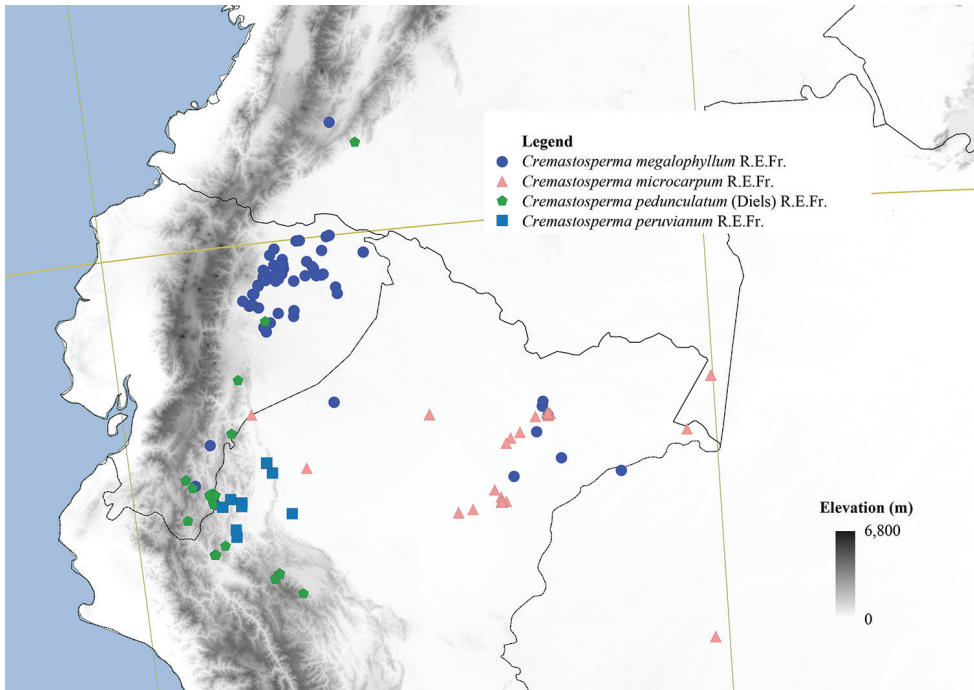 Legend
Cremastosperma megalophyllum R.E.Fr.
Cremastosperma microcarpum R.E.Fr.
Cremastosperma pedunculatum (Diels) R.E.Fr.
Cremastosperma peruvianum R.E.Fr.
Elevation (m)
6,800
0